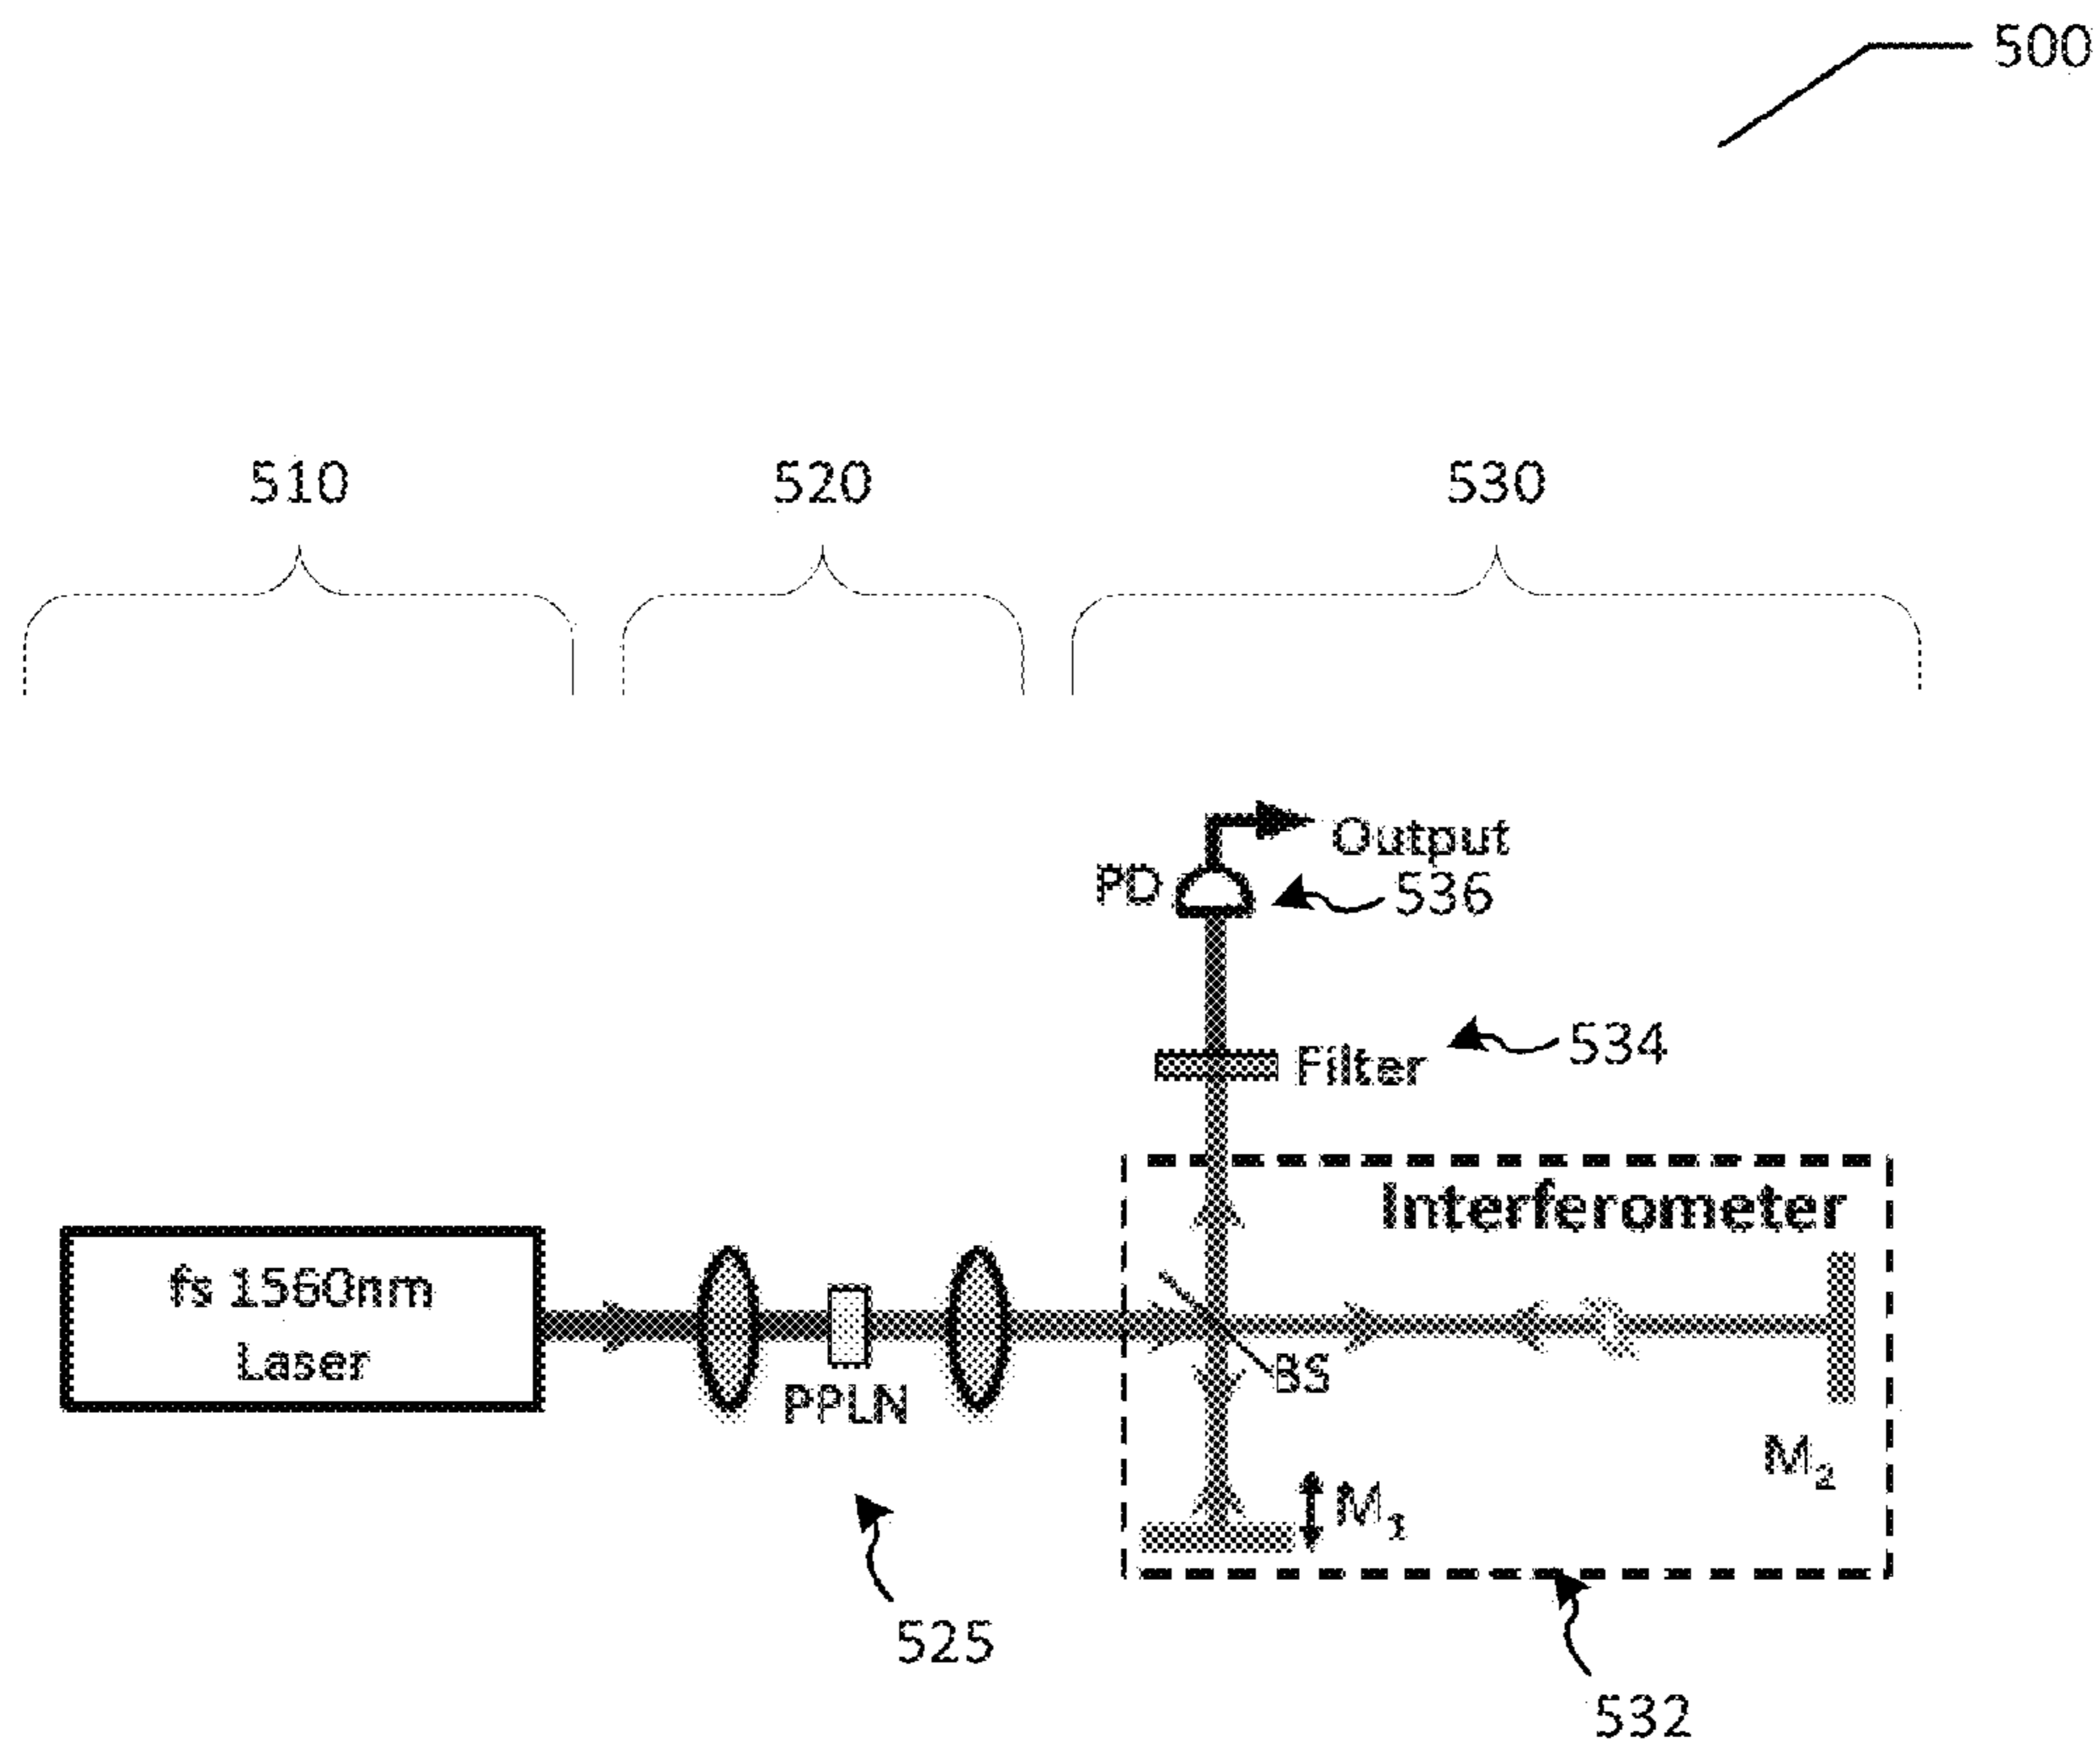 500
510
520
530
Output
PD
536
534
Filter
Interferometer
fs 1560nm
Laser
BS
PPLN
M₂
M₁
525
532